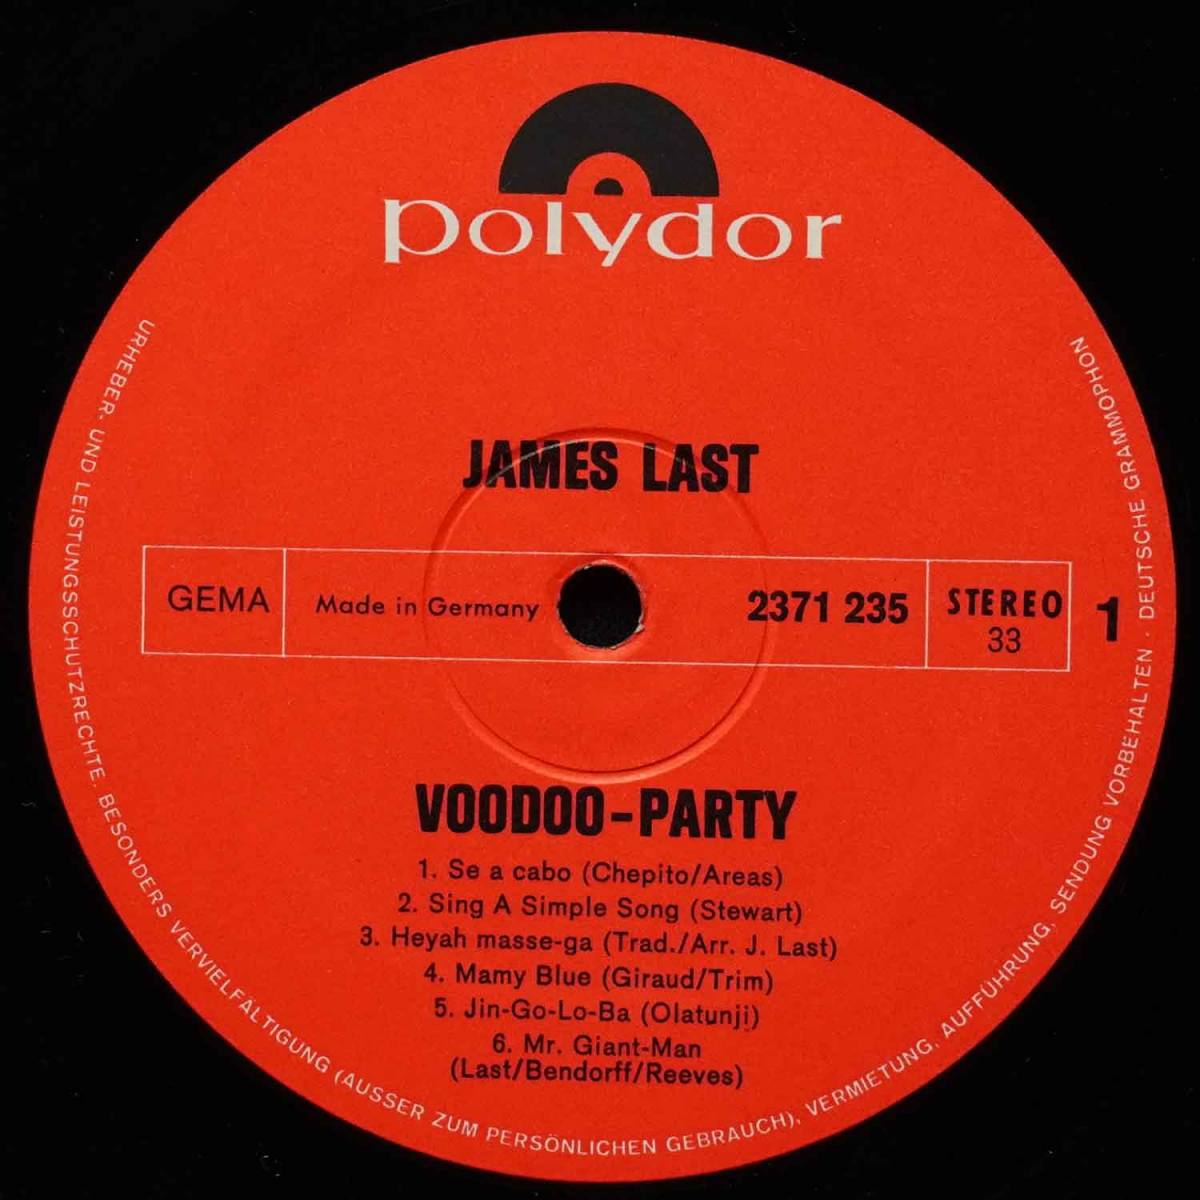 polydor
JAMES LAST
GEMA
Made in Germany
2371 235
STEREO
33
1
VOODOO-PARTY
1. Se a cabo (Chepito/Areas)
2. Sing A Simple Song (Stewart)
3. Heyah masse-ga (Trad./Arr. J. Last)
4. Mamy Blue (Giraud/Trim)
5. Jin-Go-Lo-Ba (Olatunji)
6. Mr. Giant-Man
(Last/Bendorff/Reeves)
URHEBER- UND LEISTUNGSSCHUTZRECHTE. BESONDERS VERVIELFÄLTIGUNG (AUSSER ZUM PERSÖNLICHEN GEBRAUCH), VERMIETUNG, AUFFÜHRUNG, SENDUNG VORBEHALTEN · DEUTSCHE GRAMMOPHON